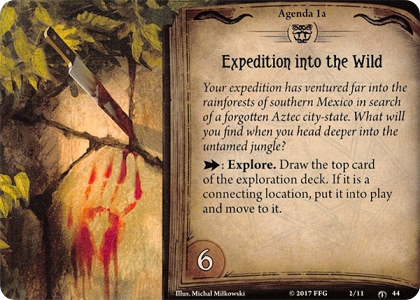 Agenda 1a
Expedition into the Wild
Your expedition has ventured far into the
rainforests of southern Mexico in search
of a forgotten Aztec city-state. What will
you find when you head deeper into the
untamed jungle?
: Explore. Draw the top card
of the exploration deck. If it is a
connecting location, put it into play
and move to it.
6
Illus. Michał Miłkowski © 2017 FFG 2/11 44